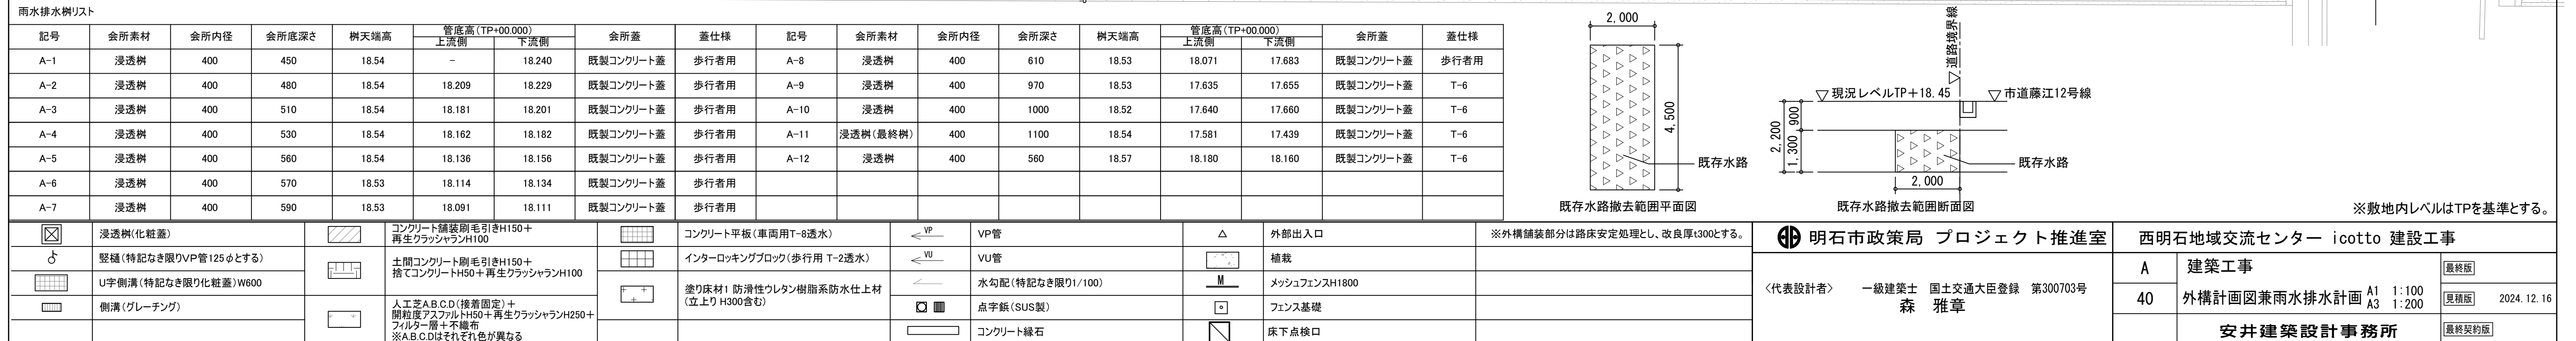 雨水排水桝リスト
記号 会所素材 会所内径 会所底深さ 桝天端高 管底高(TP+00.000) 上流側 下流側 会所蓋 蓋仕様 記号 会所素材 会所内径 会所深さ 桝天端高 管底高(TP+00.000) 上流側 下流側 会所蓋 蓋仕様
A-1 浸透桝 400 450 18.54 - 18.240 既製コンクリート蓋 歩行者用 A-8 浸透桝 400 610 18.53 18.071 17.683 既製コンクリート蓋 歩行者用
A-2 浸透桝 400 480 18.54 18.209 18.229 既製コンクリート蓋 歩行者用 A-9 浸透桝 400 970 18.53 17.635 17.655 既製コンクリート蓋 T-6
A-3 浸透桝 400 510 18.54 18.181 18.201 既製コンクリート蓋 歩行者用 A-10 浸透桝 400 1000 18.52 17.640 17.660 既製コンクリート蓋 T-6
A-4 浸透桝 400 530 18.54 18.162 18.182 既製コンクリート蓋 歩行者用 A-11 浸透桝(最終桝) 400 1100 18.54 17.581 17.439 既製コンクリート蓋 T-6
A-5 浸透桝 400 560 18.54 18.136 18.156 既製コンクリート蓋 歩行者用 A-12 浸透桝 400 560 18.57 18.180 18.160 既製コンクリート蓋 T-6
A-6 浸透桝 400 570 18.53 18.114 18.134 既製コンクリート蓋 歩行者用
A-7 浸透桝 400 590 18.53 18.091 18.111 既製コンクリート蓋 歩行者用
2,000
4,500
既存水路
既存水路撤去範囲平面図
道路境界線
現況レベルTP+18.45
市道藤江12号線
2,200
900
1,300
既存水路
2,000
既存水路撤去範囲断面図
※敷地内レベルはTPを基準とする。
浸透桝(化粧蓋)
竪樋(特記なき限りVP管125φとする)
U字側溝(特記なき限り化粧蓋)W600
側溝(グレーチング)
コンクリート舗装刷毛引きH150+
再生クラッシャランH100
土間コンクリート刷毛引きH150+
捨てコンクリートH50+再生クラッシャランH100
人工芝A.B.C.D(接着固定)+
開粒度アスファルトH50+再生クラッシャランH250+
フィルター層+不織布
※A.B.C.Dはそれぞれ色が異なる
コンクリート平板(車両用T-8透水)
インターロッキングブロック(歩行用 T-2透水)
塗り床材1 防滑性ウレタン樹脂系防水仕上材
(立上り H300含む)
VP VP管
VU VU管
水勾配(特記なき限り1/100)
点字鋲(SUS製)
コンクリート縁石
外部出入口
植栽
M メッシュフェンスH1800
フェンス基礎
床下点検口
※外構舗装部分は路床安定処理とし、改良厚t300とする。
明石市政策局 プロジェクト推進室
〈代表設計者〉 一級建築士 国土交通大臣登録 第300703号
森 雅章
西明石地域交流センター icotto 建設工事
A 建築工事 最終版
40 外構計画図兼雨水排水計画 A1 1:100 A3 1:200 見積版 2024.12.16
安井建築設計事務所 最終契約版